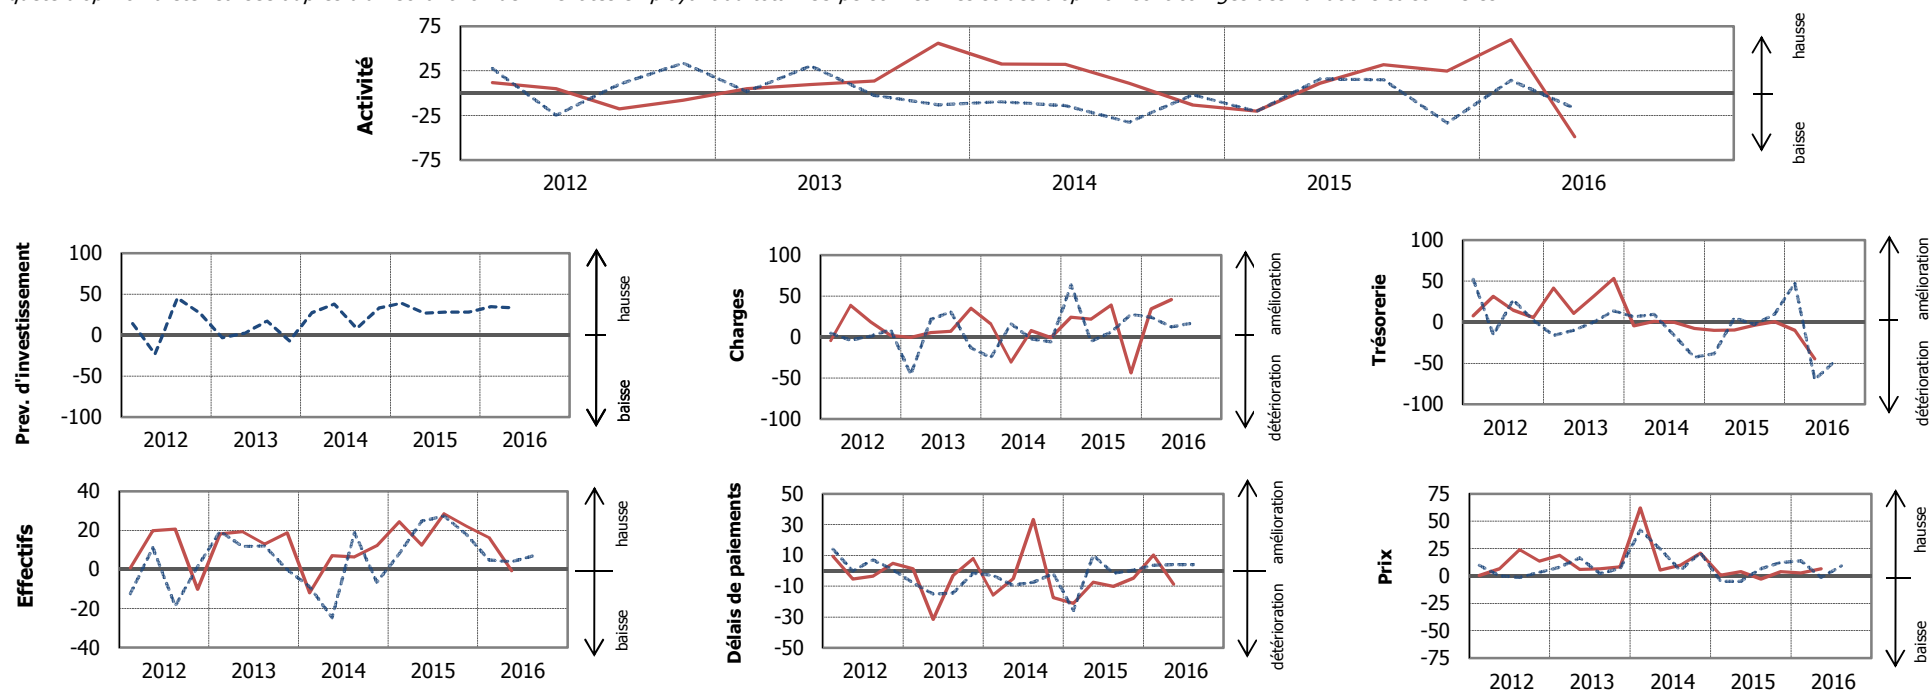 Activité
75
25
-25
-75
2012 2013 2014 2015 2016
hausse
baisse
Prev. d'investissement
100
50
0
-50
-100
2012 2013 2014 2015 2016
hausse
baisse
Charges
100
50
0
-50
-100
2012 2013 2014 2015 2016
amélioration
détérioration
Trésorerie
100
50
0
-50
-100
2012 2013 2014 2015 2016
amélioration
détérioration
Effectifs
40
20
0
-20
-40
2012 2013 2014 2015 2016
hausse
baisse
Délais de paiements
50
30
10
-10
-30
-50
2012 2013 2014 2015 2016
amélioration
détérioration
Prix
75
50
25
0
-25
-50
-75
2012 2013 2014 2015 2016
hausse
baisse